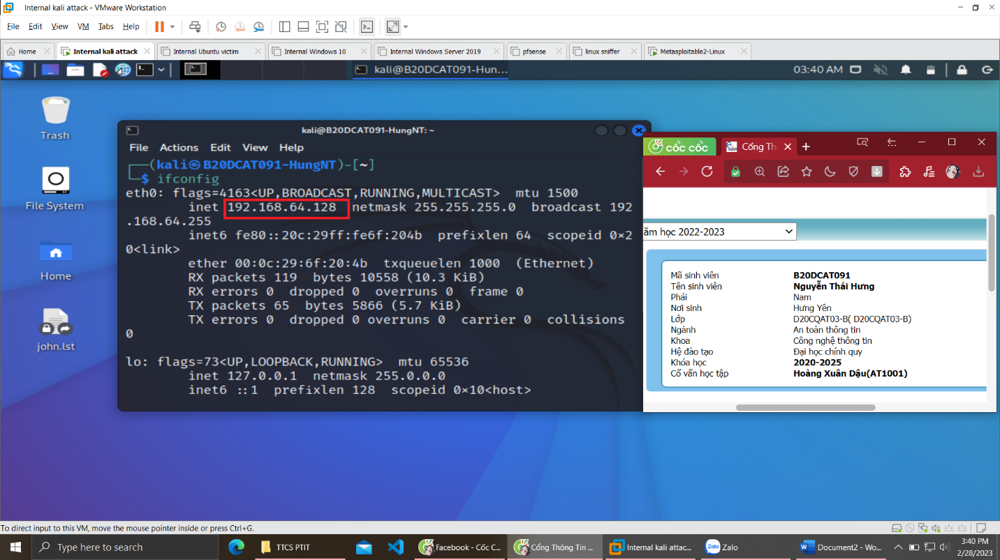 Internal kali attack - VMware Workstation
File Edit View VM Tabs Help
Home Internal kali attack Internal Ubuntu victim Internal Windows 10 Internal Windows Server 2019 pfsense linux sniffer Metasploitable2-Linux
kali@B20DCAT091-Hun... 03:40 AM
Trash
File System
Home
john.lst
kali@B20DCAT091-HungNT: ~
File Actions Edit View Help
┌──(kali㉿B20DCAT091-HungNT)-[~]
└─$ ifconfig
eth0: flags=4163<UP,BROADCAST,RUNNING,MULTICAST>  mtu 1500
inet 192.168.64.128  netmask 255.255.255.0  broadcast 192
.168.64.255
inet6 fe80::20c:29ff:fe6f:204b  prefixlen 64  scopeid 0×2
0<link>
ether 00:0c:29:6f:20:4b  txqueuelen 1000  (Ethernet)
RX packets 119  bytes 10558 (10.3 KiB)
RX errors 0  dropped 0  overruns 0  frame 0
TX packets 65  bytes 5866 (5.7 KiB)
TX errors 0  dropped 0 overruns 0  carrier 0  collisions
0
lo: flags=73<UP,LOOPBACK,RUNNING>  mtu 65536
inet 127.0.0.1  netmask 255.0.0.0
inet6 ::1  prefixlen 128  scopeid 0×10<host>
cốc cốc Cổng Th
ăm học 2022-2023
Mã sinh viên B20DCAT091
Tên sinh viên Nguyễn Thái Hưng
Phái Nam
Nơi sinh Hưng Yên
Lớp D20CQAT03-B( D20CQAT03-B)
Ngành An toàn thông tin
Khoa Công nghệ thông tin
Hệ đào tạo Đại học chính quy
Khóa học 2020-2025
Cố vấn học tập Hoàng Xuân Dậu(AT1001)
To direct input to this VM, move the mouse pointer inside or press Ctrl+G.
Type here to search TTCS PTIT Facebook - Cốc C... Cổng Thông Tin ... Internal kali attac... Zalo Document2 - Wo... 3:40 PM
2/28/2023